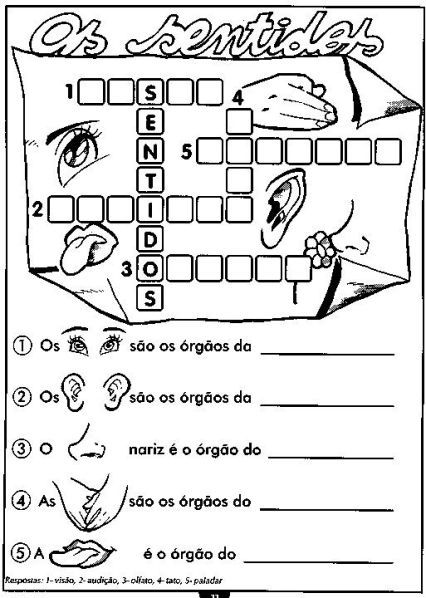 Os sentidos
1 S
4
E
N
5
T
2 I
D
3 O
S
1 Os são os órgãos da
2 Os são os órgãos da
3 O nariz é o órgão do
4 As são os órgãos do
5 A é o órgão do
Respostas: 1- visão, 2- audição, 3- olfato, 4- tato, 5- paladar
33